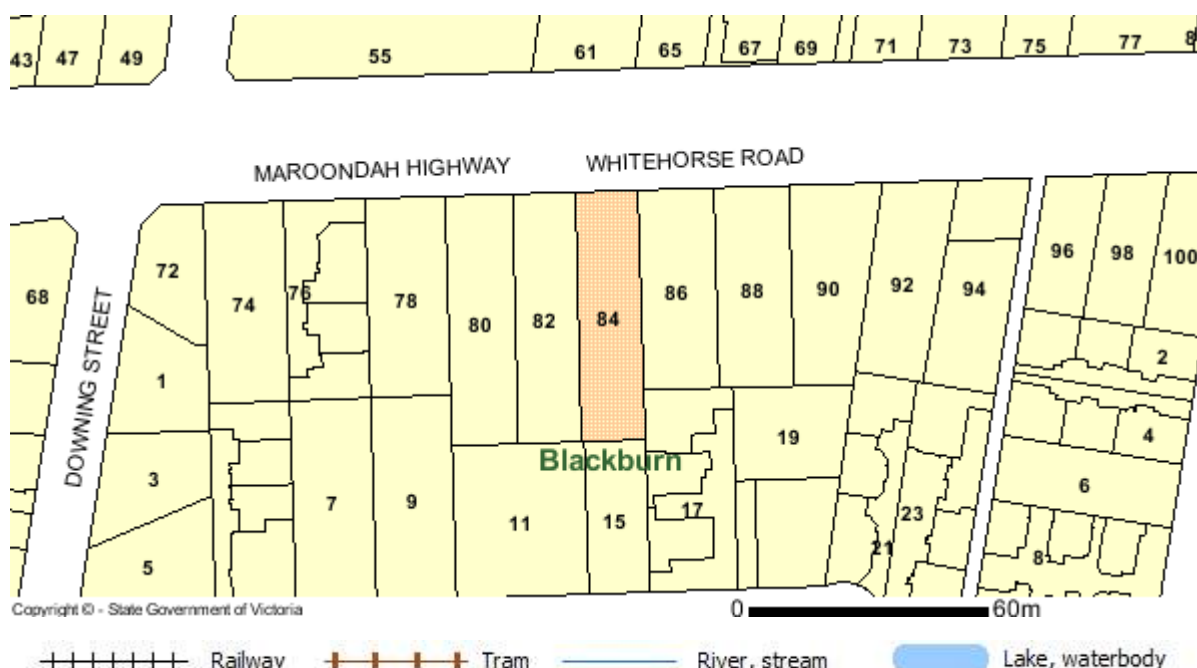 43 47 49 55 61 65 67 69 71 73 75 77 8
MAROONDAH HIGHWAY WHITEHORSE ROAD
68 72 74 76 78 80 82 84 86 88 90 92 94 96 98 100
DOWNING STREET
1 2
3 19 4
Blackburn
7 9 11 15 17 23 6
5 21 8
Copyright © - State Government of Victoria 0 60m
Railway Tram River, stream Lake, waterbody